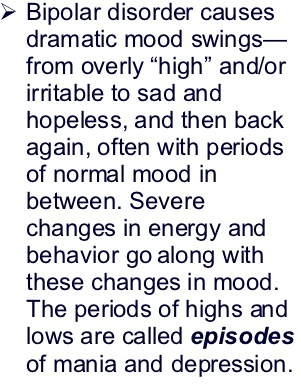 ➢ Bipolar disorder causes
dramatic mood swings—
from overly “high” and/or
irritable to sad and
hopeless, and then back
again, often with periods
of normal mood in
between. Severe
changes in energy and
behavior go along with
these changes in mood.
The periods of highs and
lows are called episodes
of mania and depression.